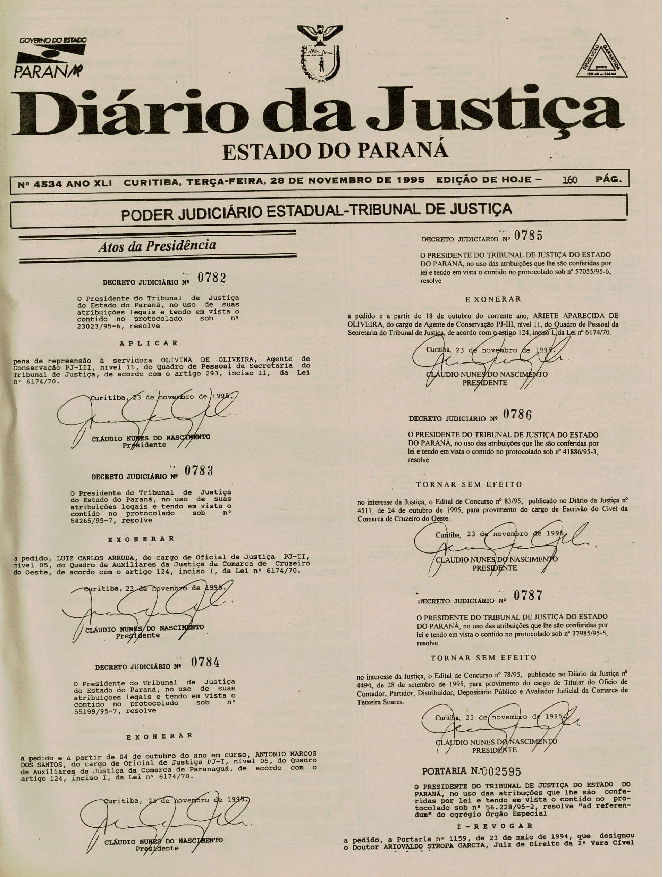 GOVERNO DO ESTADO
PARANÁ
Diário da Justiça
ESTADO DO PARANÁ
Nº 4534 ANO XLI CURITIBA, TERÇA-FEIRA, 28 DE NOVEMBRO DE 1995 EDIÇÃO DE HOJE – 160 PÁG.
PODER JUDICIÁRIO ESTADUAL-TRIBUNAL DE JUSTIÇA
Atos da Presidência
DECRETO JUDICIÁRIO Nº 0782
O Presidente do Tribunal de Justiça
do Estado do Paraná, no uso de suas
atribuições legais e tendo em vista o
contido no protocolado sob nº
23023/95-6, resolve
A P L I C A R
pena de repreensão à servidora OLIVINA DE OLIVEIRA, Agente de
Conservação PJ-III, nível 11, do Quadro de Pessoal da Secretaria do
Tribunal de Justiça, de acordo com o artigo 293, inciso 11, da Lei
nº 6174/70.
Curitiba, 23 de novembro de 1995.
CLÁUDIO NUNES DO NASCIMENTO
Presidente
DECRETO JUDICIÁRIO Nº 0783
O Presidente do Tribunal de Justiça
do Estado do Paraná, no uso de suas
atribuições legais e tendo em vista o
contido no protocolado sob nº
58265/95-7, resolve
E X O N E R A R
a pedido, LUIZ CARLOS ARRUDA, do cargo de Oficial de Justiça PJ-II,
nível 05, do Quadro de Auxiliares da Justiça da Comarca de Cruzeiro
do Oeste, de acordo com o artigo 124, inciso I, da Lei nº 6174/70.
Curitiba, 23 de novembro de 1995.
CLÁUDIO NUNES DO NASCIMENTO
Presidente
DECRETO JUDICIÁRIO Nº 0784
O Presidente do Tribunal de Justiça
do Estado do Paraná, no uso de suas
atribuições legais e tendo em vista o
contido no protocolado sob nº
55199/95-7, resolve
E X O N E R A R
a pedido e a partir de 04 de outubro do ano em curso, ANTONIO MARCOS
DOS SANTOS, do cargo de Oficial de Justiça PJ-I, nível 05, do Quadro
de Auxiliares da Justiça da Comarca de Paranaguá, de acordo com o
artigo 124, inciso I, da Lei nº 6174/70.
Curitiba, 23 de novembro de 1995.
CLÁUDIO NUNES DO NASCIMENTO
Presidente
DECRETO JUDICIÁRIO Nº 0785
O PRESIDENTE DO TRIBUNAL DE JUSTIÇA DO ESTADO
DO PARANÁ, no uso das atribuições que lhe são conferidas por
lei e tendo em vista o contido no protocolado sob nº 57055/95-6,
resolve
E X O N E R A R
a pedido e a partir de 18 de outubro do corrente ano, ARIETE APARECIDA DE
OLIVEIRA, do cargo de Agente de Conservação PJ-III, nível 11, do Quadro de Pessoal da
Secretaria do Tribunal de Justiça, de acordo com o artigo 124, inciso I, da Lei nº 6174/70.
Curitiba, 23 de novembro de 1995.
CLÁUDIO NUNES DO NASCIMENTO
PRESIDENTE
DECRETO JUDICIÁRIO Nº 0786
O PRESIDENTE DO TRIBUNAL DE JUSTIÇA DO ESTADO
DO PARANÁ, no uso das atribuições que lhe são conferidas por
lei e tendo em vista o contido no protocolado sob nº 41886/95-3,
resolve
TORNAR SEM EFEITO
no interesse da Justiça, o Edital de Concurso nº 83/95, publicado no Diário da Justiça nº
4511, de 24 de outubro de 1995, para provimento do cargo de Escrivão do Cível da
Comarca de Cruzeiro do Oeste.
Curitiba, 23 de novembro de 1995
CLÁUDIO NUNES DO NASCIMENTO
PRESIDENTE
DECRETO JUDICIÁRIO Nº 0787
O PRESIDENTE DO TRIBUNAL DE JUSTIÇA DO ESTADO
DO PARANÁ, no uso das atribuições que lhe são conferidas por
lei e tendo em vista o contido no protocolado sob nº 37985/95-5,
resolve
TORNAR SEM EFEITO
no interesse da Justiça, o Edital de Concurso nº 78/95, publicado no Diário da Justiça nº
4494, de 28 de setembro de 1995, para provimento do cargo de Titular do Ofício de
Contador, Partidor, Distribuidor, Depositário Público e Avaliador Judicial da Comarca de
Teixeira Soares.
Curitiba, 23 de novembro de 1995
CLÁUDIO NUNES DO NASCIMENTO
PRESIDENTE
PORTARIA N.º 002595
O PRESIDENTE DO TRIBUNAL DE JUSTIÇA DO ESTADO DO
PARANÁ, no uso das atribuições que lhe são confe-
ridas por lei e tendo em vista o contido no pro-
tocolado sob nº 56.228/95-2, resolve "ad referen-
dum" do egrégio Órgão Especial
I - REVOGAR
a pedido, a Portaria nº 1159, de 23 de maio de 1994, que designou
o Doutor ARIOVALDO STROPA GARCIA, Juiz de Direito da 2ª Vara Cível